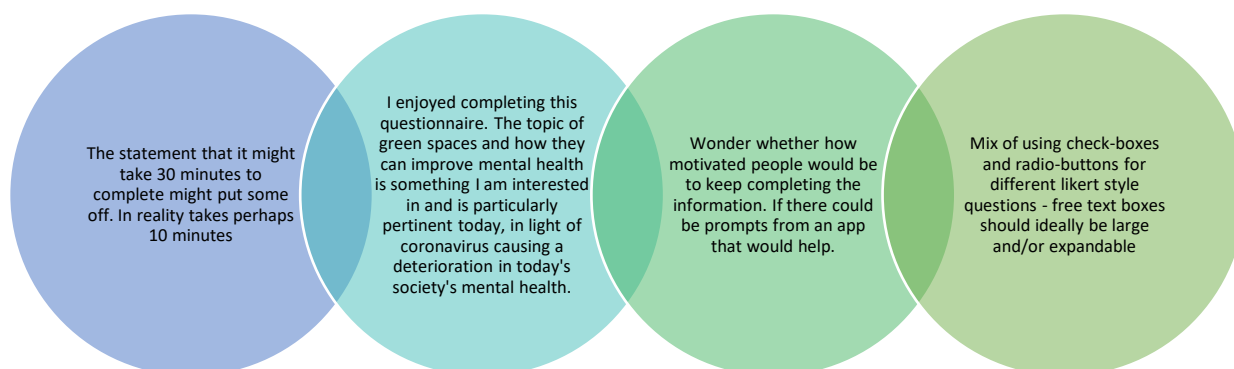 The statement that it might
take 30 minutes to
complete might put some
off. In reality takes perhaps
10 minutes
I enjoyed completing this
questionnaire. The topic of
green spaces and how they
can improve mental health
is something I am interested
in and is particularly
pertinent today, in light of
coronavirus causing a
deterioration in today's
society's mental health.
Wonder whether how
motivated people would be
to keep completing the
information. If there could
be prompts from an app
that would help.
Mix of using check-boxes
and radio-buttons for
different likert style
questions - free text boxes
should ideally be large
and/or expandable